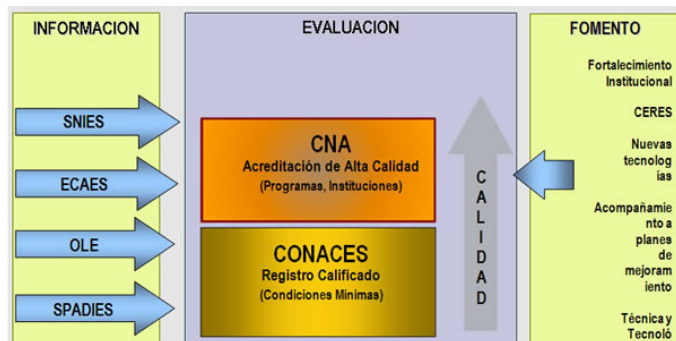 INFORMACION
SNIES
ECAES
OLE
SPADIES
EVALUACION
CNA
Acreditación de Alta Calidad
(Programas, Instituciones)
CONACES
Registro Calificado
(Condiciones Mínimas)
C
A
L
I
D
A
D
FOMENTO
Fortalecimiento
Institucional
CERES
Nuevas
tecnolog
ias
Acompañamie
nto a
planes
de
mejoram
iento
Técnica y
Tecnoló